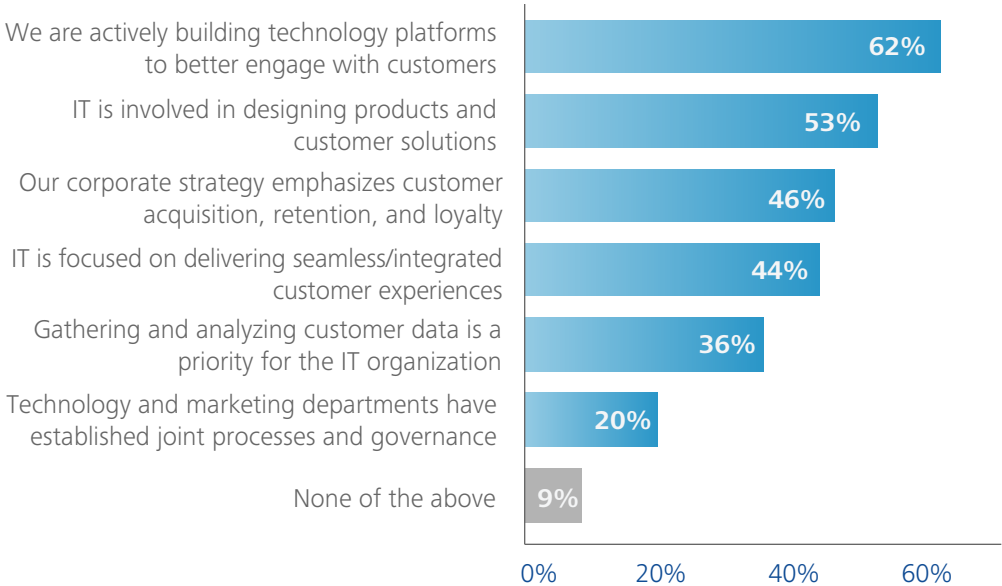 We are actively building technology platforms
to better engage with customers
62%
IT is involved in designing products and
customer solutions
53%
Our corporate strategy emphasizes customer
acquisition, retention, and loyalty
46%
IT is focused on delivering seamless/integrated
customer experiences
44%
Gathering and analyzing customer data is a
priority for the IT organization
36%
Technology and marketing departments have
established joint processes and governance
20%
None of the above
9%
0% 20% 40% 60%